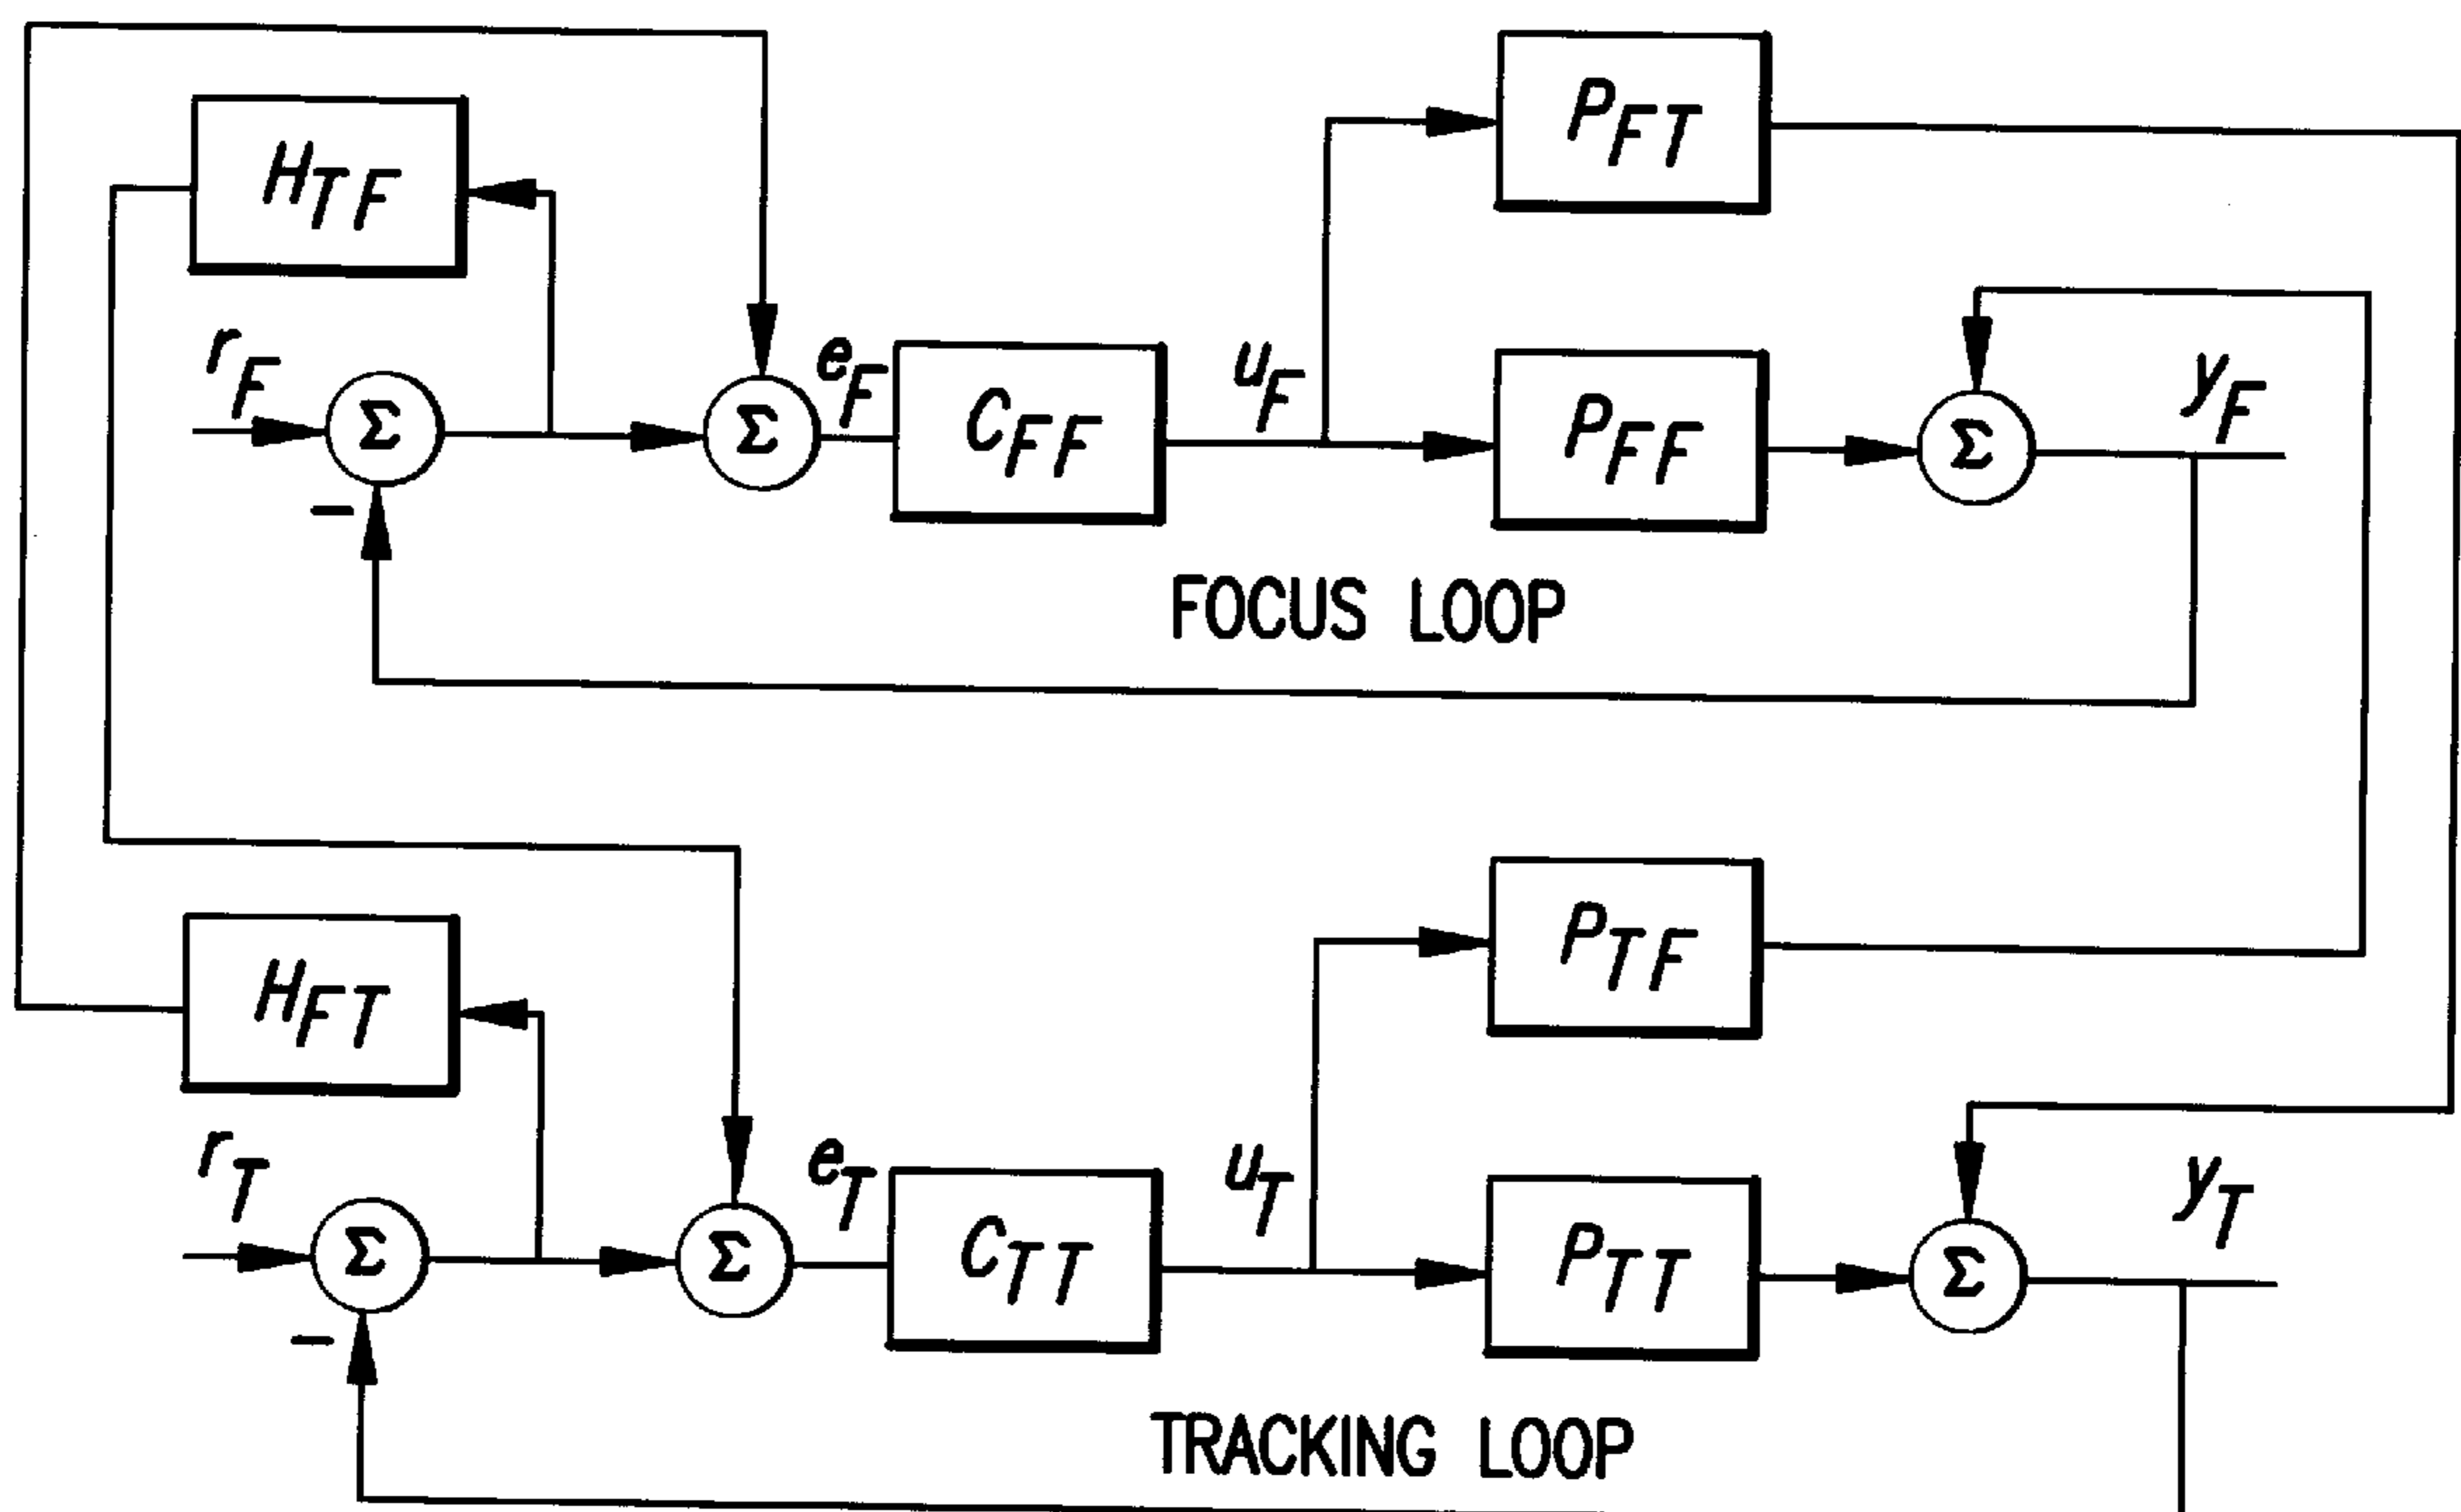 P_FT
H_TF
r_F
Σ
Σ
e_F
C_FF
u_F
P_FF
Σ
y_F
–
FOCUS LOOP
P_TF
H_FT
r_T
Σ
Σ
e_T
C_TT
u_T
P_TT
Σ
y_T
–
TRACKING LOOP